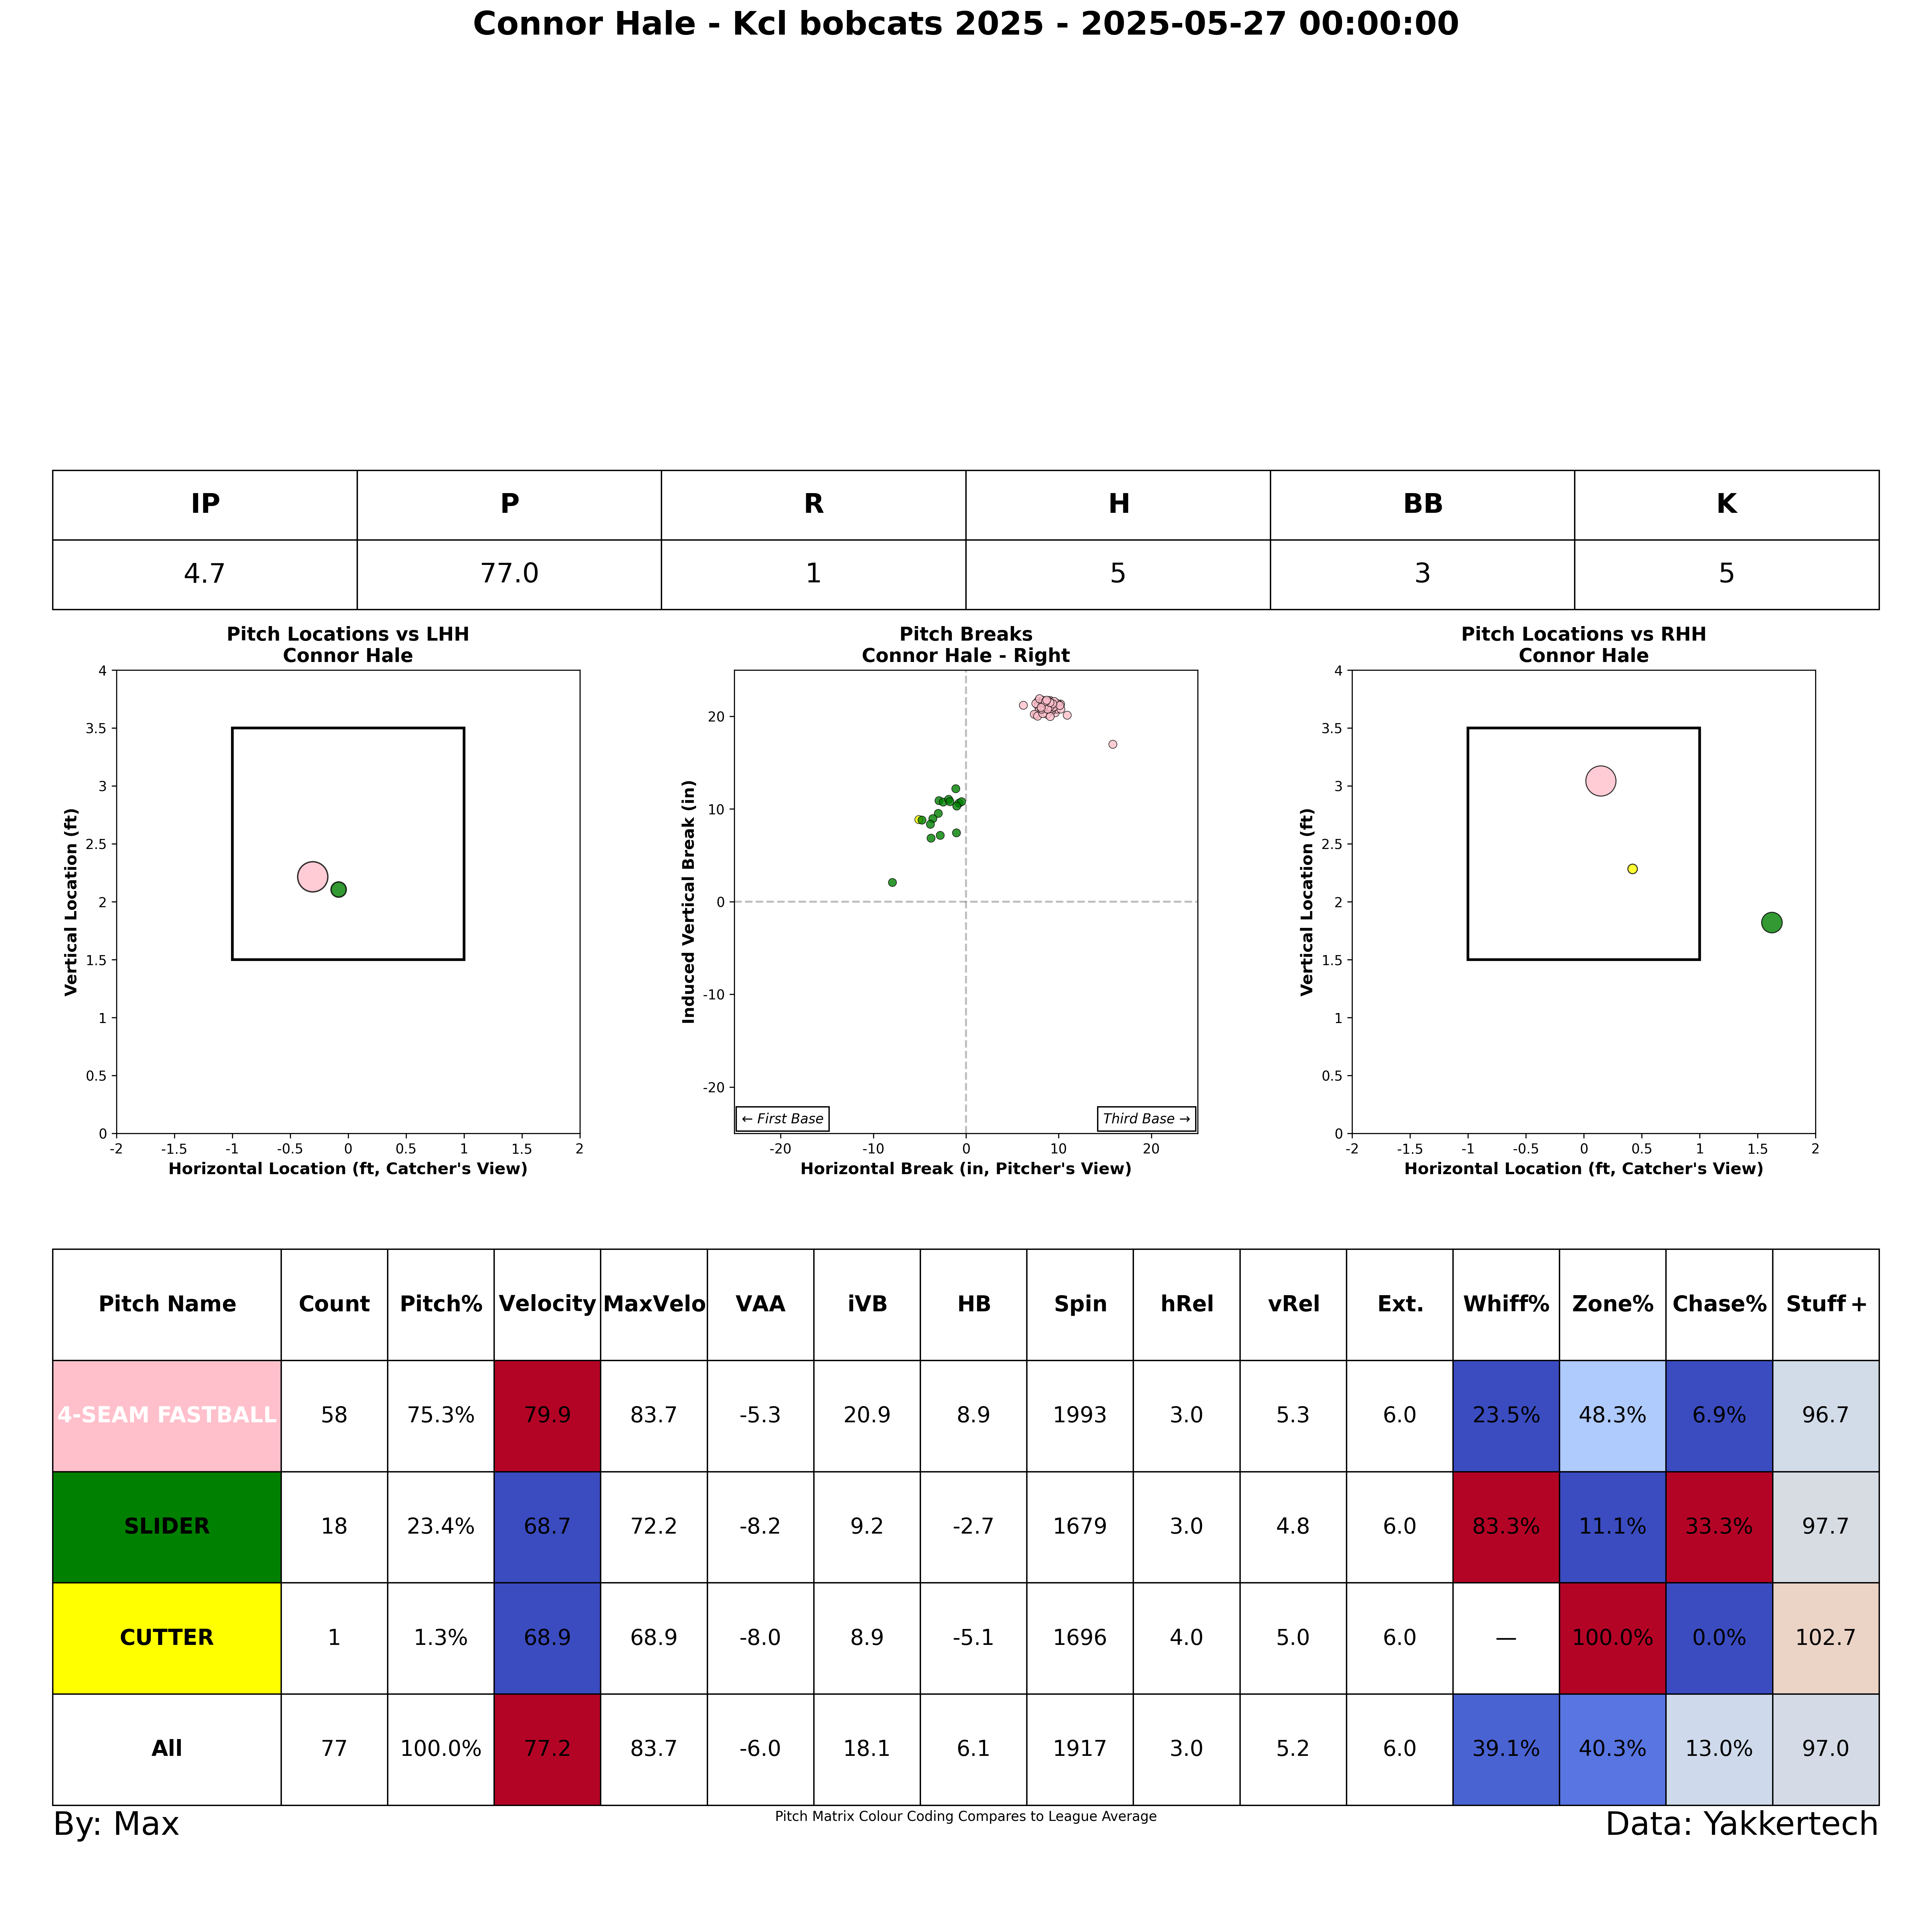 Connor Hale - Kcl bobcats 2025 - 2025-05-27 00:00:00
IP P R H BB K
4.7 77.0 1 5 3 5
Pitch Locations vs LHH
Connor Hale
4
3.5
3
2.5
2
1.5
1
0.5
0
-2 -1.5 -1 -0.5 0 0.5 1 1.5 2
Vertical Location (ft)
Horizontal Location (ft, Catcher's View)
Pitch Breaks
Connor Hale - Right
20
10
0
-10
-20
← First Base Third Base →
-20 -10 0 10 20
Induced Vertical Break (in)
Horizontal Break (in, Pitcher's View)
Pitch Locations vs RHH
Connor Hale
4
3.5
3
2.5
2
1.5
1
0.5
0
-2 -1.5 -1 -0.5 0 0.5 1 1.5 2
Vertical Location (ft)
Horizontal Location (ft, Catcher's View)
Pitch Name Count Pitch% Velocity MaxVelo VAA iVB HB Spin hRel vRel Ext. Whiff% Zone% Chase% Stuff+
4-SEAM FASTBALL 58 75.3% 79.9 83.7 -5.3 20.9 8.9 1993 3.0 5.3 6.0 23.5% 48.3% 6.9% 96.7
SLIDER 18 23.4% 68.7 72.2 -8.2 9.2 -2.7 1679 3.0 4.8 6.0 83.3% 11.1% 33.3% 97.7
CUTTER 1 1.3% 68.9 68.9 -8.0 8.9 -5.1 1696 4.0 5.0 6.0 — 100.0% 0.0% 102.7
All 77 100.0% 77.2 83.7 -6.0 18.1 6.1 1917 3.0 5.2 6.0 39.1% 40.3% 13.0% 97.0
By: Max
Pitch Matrix Colour Coding Compares to League Average
Data: Yakkertech